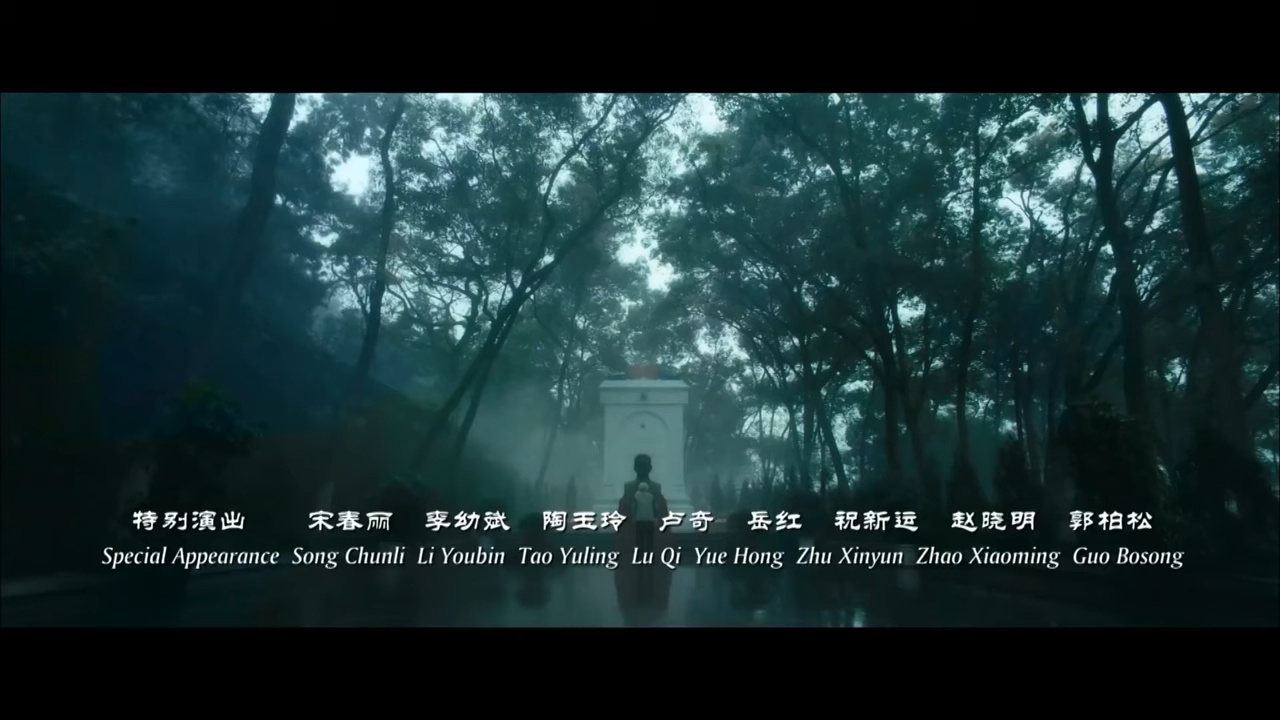 特别演出 宋春丽 李幼斌 陶玉玲 卢奇 岳红 祝新运 赵晓明 郭柏松
Special Appearance Song Chunli Li Youbin Tao Yuling Lu Qi Yue Hong Zhu Xinyun Zhao Xiaoming Guo Bosong